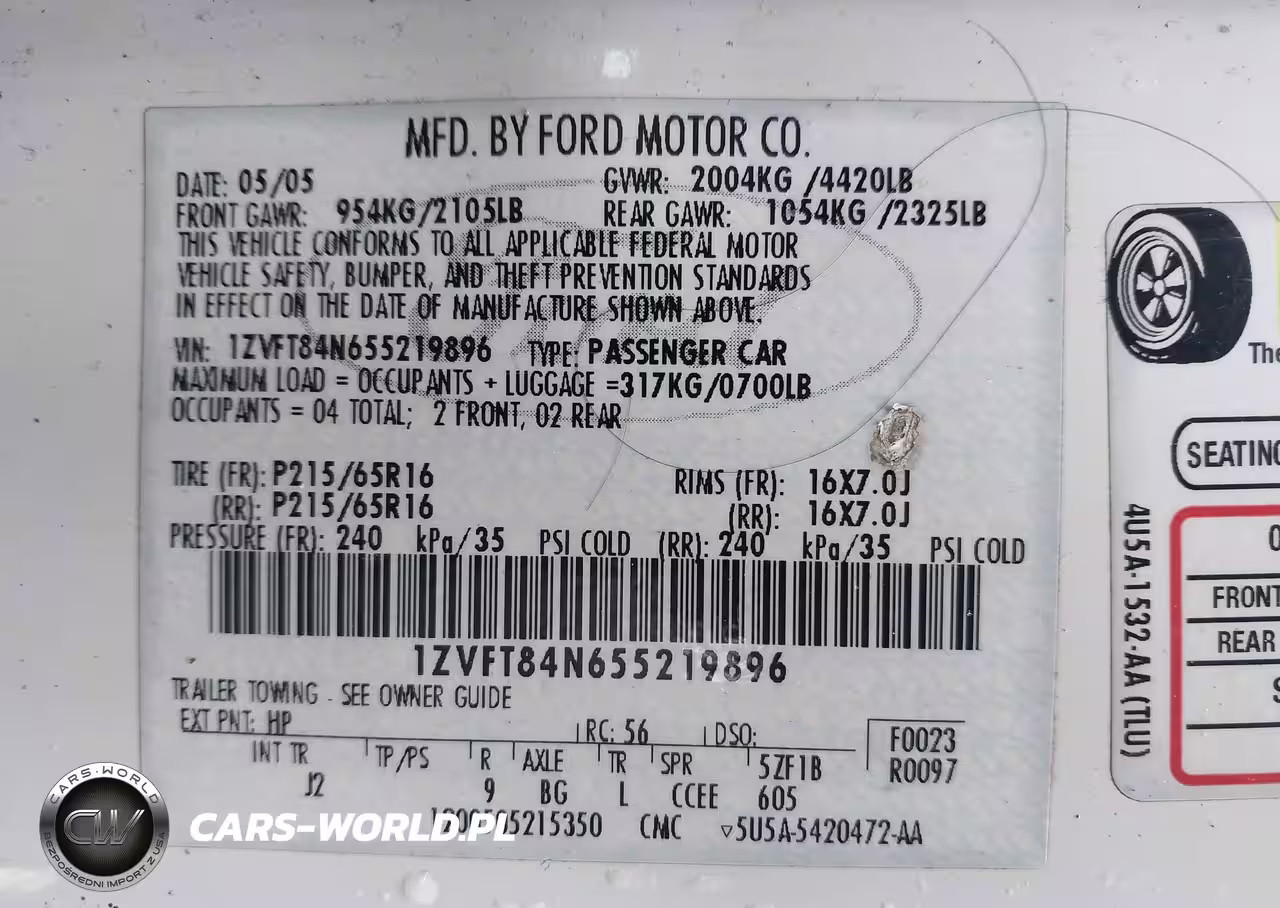 MFD. BY FORD MOTOR CO.
DATE: 05/05 GVWR: 2004KG /4420LB
FRONT GAWR: 954KG/2105LB REAR GAWR: 1054KG /2325LB
THIS VEHICLE CONFORMS TO ALL APPLICABLE FEDERAL MOTOR
VEHICLE SAFETY, BUMPER, AND THEFT PREVENTION STANDARDS
IN EFFECT ON THE DATE OF MANUFACTURE SHOWN ABOVE.
VIN: 1ZVFT84N655219896 TYPE: PASSENGER CAR
MAXIMUM LOAD = OCCUPANTS + LUGGAGE =317KG/0700LB
OCCUPANTS = 04 TOTAL; 2 FRONT, 02 REAR
TIRE (FR): P215/65R16 RIMS (FR): 16X7.0J
(RR): P215/65R16 (RR): 16X7.0J
PRESSURE (FR): 240 kPa/35 PSI COLD (RR): 240 kPa/35 PSI COLD
1ZVFT84N655219896
TRAILER TOWING - SEE OWNER GUIDE
EXT PNT: HP RC: 56 DSO: F0023
INT TR TP/PS R AXLE TR SPR 5ZF1B R0097
J2 9 BG L CCEE 605
CMC ▽5U5A-5420472-AA
The
SEATING
4U5A-1532-AA (TLU)
FRONT
REAR
CARS-WORLD
CW
BEZPOŚREDNI IMPORT Z USA
CARS-WORLD.PL